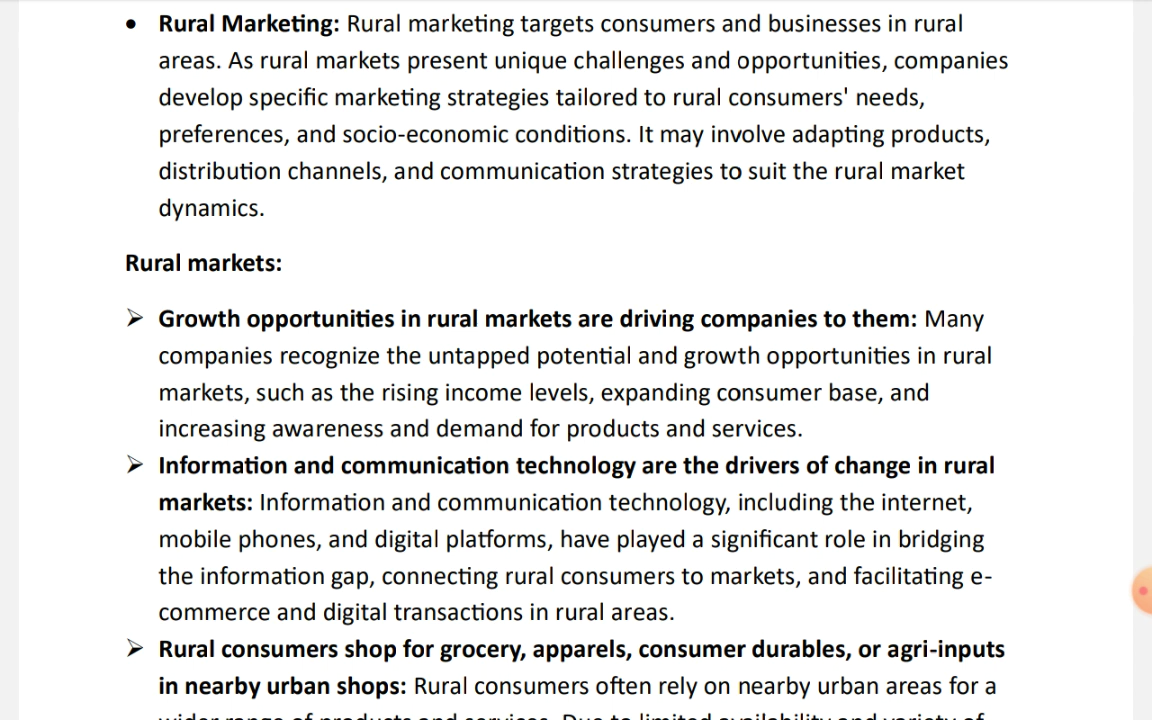 • Rural Marketing: Rural marketing targets consumers and businesses in rural
areas. As rural markets present unique challenges and opportunities, companies
develop specific marketing strategies tailored to rural consumers' needs,
preferences, and socio-economic conditions. It may involve adapting products,
distribution channels, and communication strategies to suit the rural market
dynamics.
Rural markets:
➢ Growth opportunities in rural markets are driving companies to them: Many
companies recognize the untapped potential and growth opportunities in rural
markets, such as the rising income levels, expanding consumer base, and
increasing awareness and demand for products and services.
➢ Information and communication technology are the drivers of change in rural
markets: Information and communication technology, including the internet,
mobile phones, and digital platforms, have played a significant role in bridging
the information gap, connecting rural consumers to markets, and facilitating e-
commerce and digital transactions in rural areas.
➢ Rural consumers shop for grocery, apparels, consumer durables, or agri-inputs
in nearby urban shops: Rural consumers often rely on nearby urban areas for a